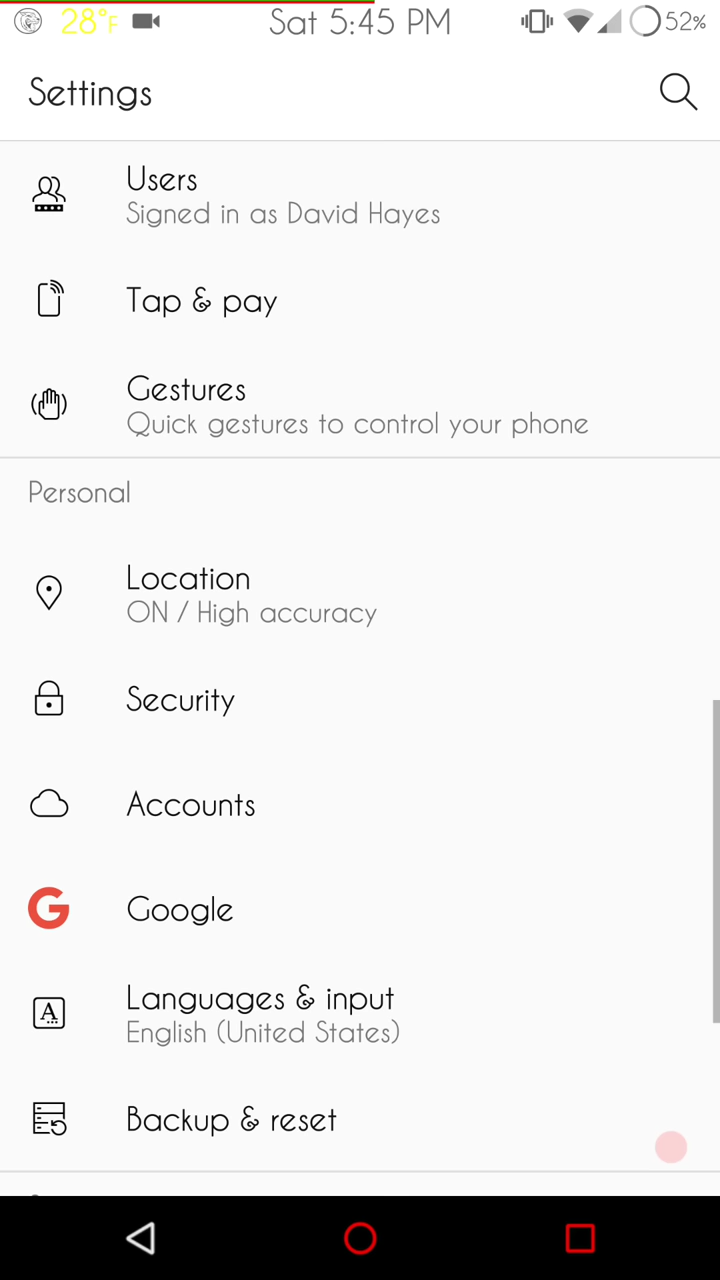 28°F Sat 5:45 PM 52%
Settings
Users
Signed in as David Hayes
Tap & pay
Gestures
Quick gestures to control your phone
Personal
Location
ON / High accuracy
Security
Accounts
Google
Languages & input
English (United States)
Backup & reset